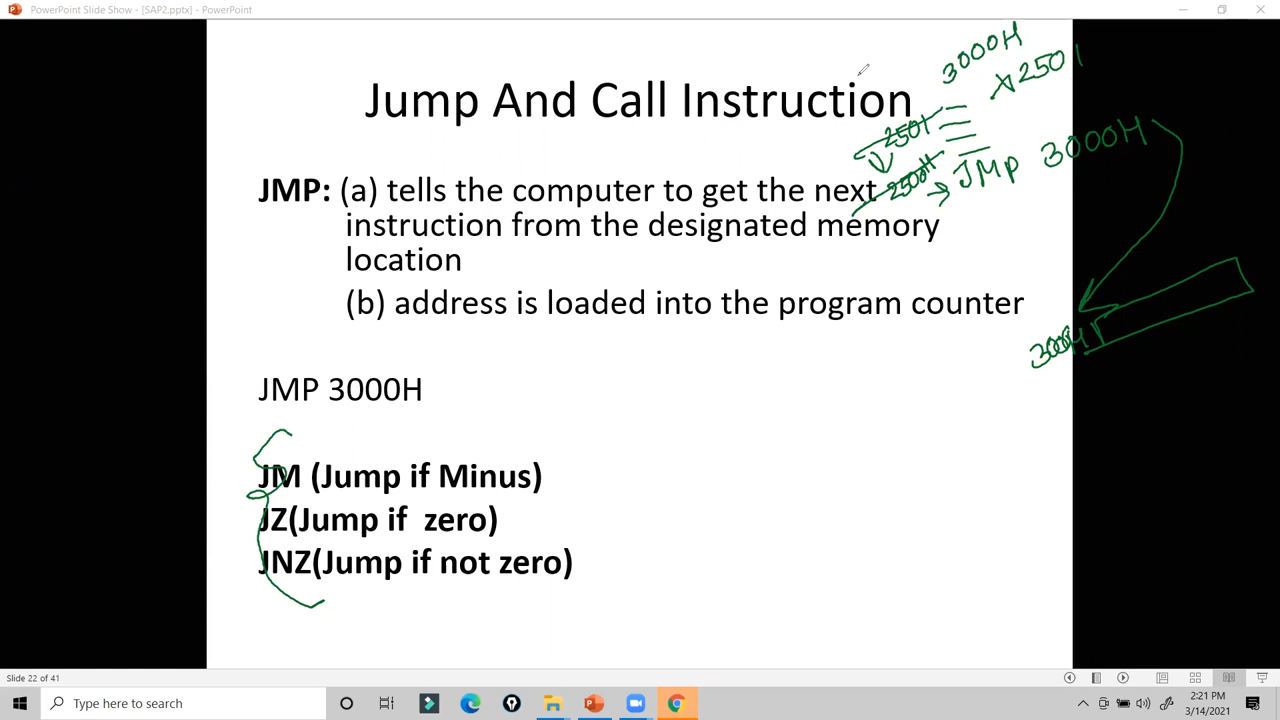 PowerPoint Slide Show - [SAP2.pptx] - PowerPoint
3000H
2501
Jump And Call Instruction
2501
JMP 3000H
2500H
JMP: (a) tells the computer to get the next
instruction from the designated memory
location
(b) address is loaded into the program counter
3000H
JMP 3000H
JM (Jump if Minus)
JZ(Jump if zero)
JNZ(Jump if not zero)
Slide 22 of 41
Type here to search
2:21 PM
3/14/2021